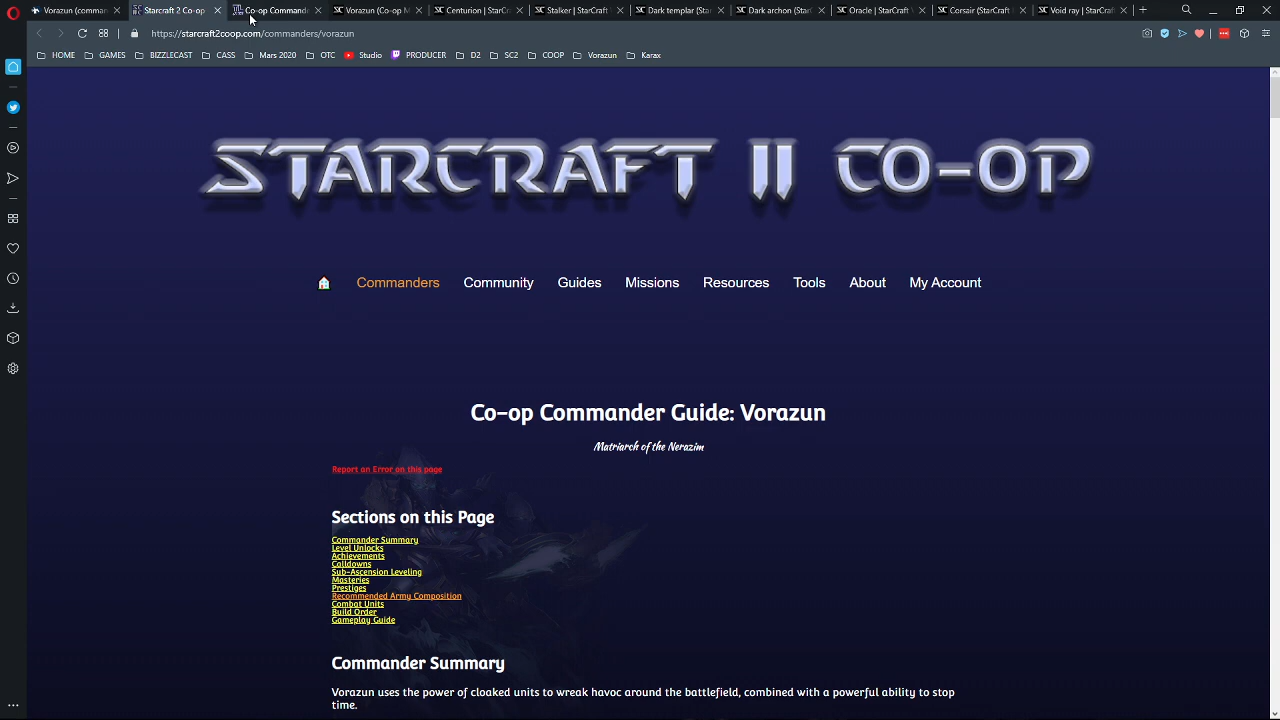 Vorazun (comman
Starcraft 2 Co-op
Co-op Command
Vorazun (Co-op M
Centurion | StarC
Stalker | StarCraft
Dark templar (Sta
Dark archon (StarC
Oracle | StarCraft
Corsair (StarCraft
Void ray | StarCraf
https://starcraft2coop.com/commanders/vorazun
HOME GAMES BIZZLECAST CASS Mars 2020 OTC Studio PRODUCER D2 SC2 COOP Vorazun Karax
STARCRAFT II CO-OP
Commanders Community Guides Missions Resources Tools About My Account
Co-op Commander Guide: Vorazun
Matriarch of the Nerazim
Report an Error on this page
Sections on this Page
Commander Summary
Level Unlocks
Achievements
Calldowns
Sub-Ascension Leveling
Masteries
Prestiges
Recommended Army Composition
Combat Units
Build Order
Gameplay Guide
Commander Summary
Vorazun uses the power of cloaked units to wreak havoc around the battlefield, combined with a powerful ability to stop
time.